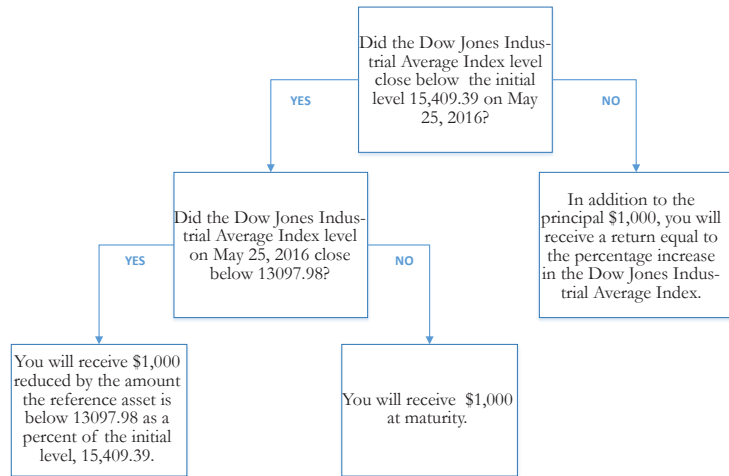 Did the Dow Jones Indus-
trial Average Index level
close below the initial
level 15,409.39 on May
25, 2016?
YES
NO
Did the Dow Jones Indus-
trial Average Index level
on May 25, 2016 close
below 13097.98?
In addition to the
principal $1,000, you will
receive a return equal to
the percentage increase
in the Dow Jones Indus-
trial Average Index.
YES
NO
You will receive $1,000
reduced by the amount
the reference asset is
below 13097.98 as a
percent of the initial
level, 15,409.39.
You will receive $1,000
at maturity.